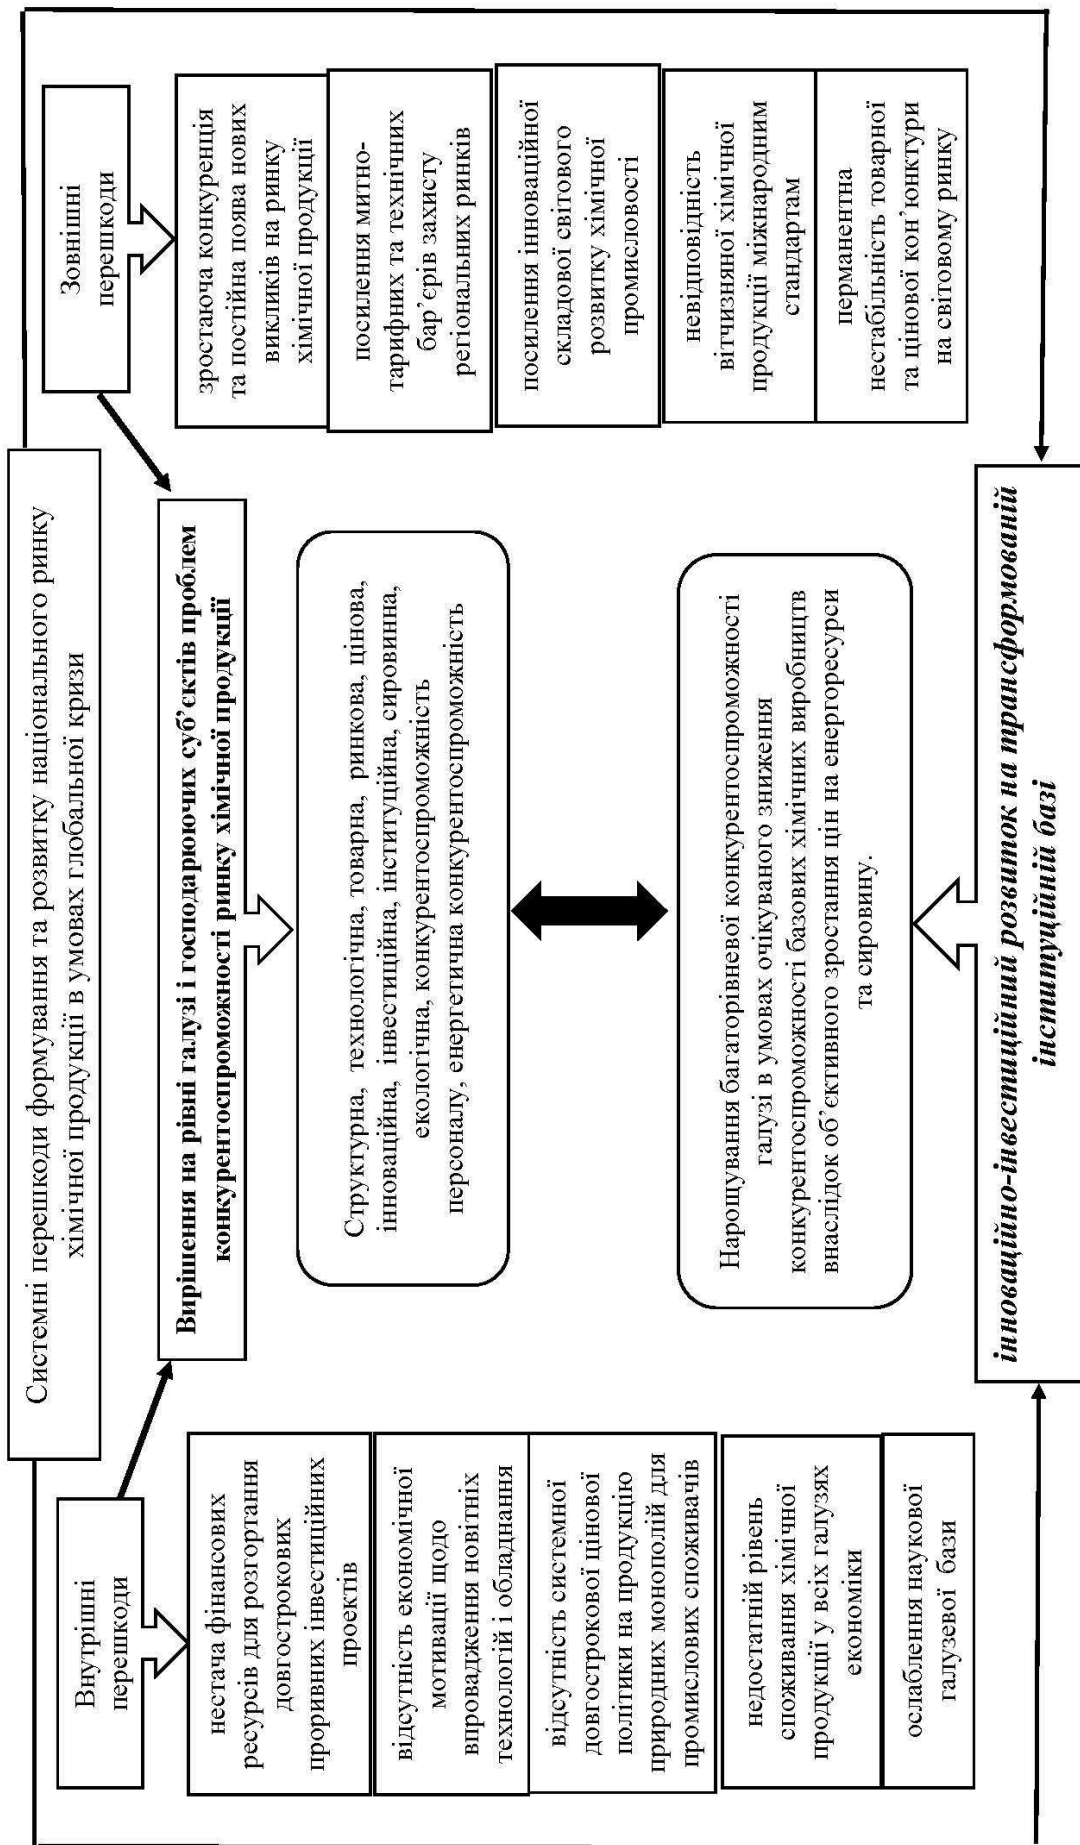 Системні перешкоди формування та розвитку національного ринку
хімічної продукції в умовах глобальної кризи
Внутрішні
перешкоди
Зовнішні
перешкоди
Вирішення на рівні галузі і господарюючих суб’єктів проблем
конкурентоспроможності ринку хімічної продукції
нестача фінансових
ресурсів для розгортання
довгострокових
проривних інвестиційних
проектів
відсутність економічної
мотивації щодо
впровадження новітніх
технологій і обладнання
відсутність системної
довгострокової цінової
політики на продукцію
природних монополій для
промислових споживачів
недостатній рівень
споживання хімічної
продукції у всіх галузях
економіки
ослаблення наукової
галузевої бази
Структурна, технологічна, товарна, ринкова, цінова,
інноваційна, інвестиційна, інституційна, сировинна,
екологічна, конкурентоспроможність
персоналу, енергетична конкурентоспроможність
Нарощування багаторівневої конкурентоспроможності
галузі в умовах очікуваного зниження
конкурентоспроможності базових хімічних виробництв
внаслідок об’єктивного зростання цін на енергоресурси
та сировину.
зростаюча конкуренція
та постійна поява нових
викликів на ринку
хімічної продукції
посилення митно-
тарифних та технічних
бар’єрів захисту
регіональних ринків
посилення інноваційної
складової світового
розвитку хімічної
промисловості
невідповідність
вітчизняної хімічної
продукції міжнародним
стандартам
перманентна
нестабільність товарної
та цінової кон’юнктури
на світовому ринку
інноваційно-інвестиційний розвиток на трансформованій
інституційній базі